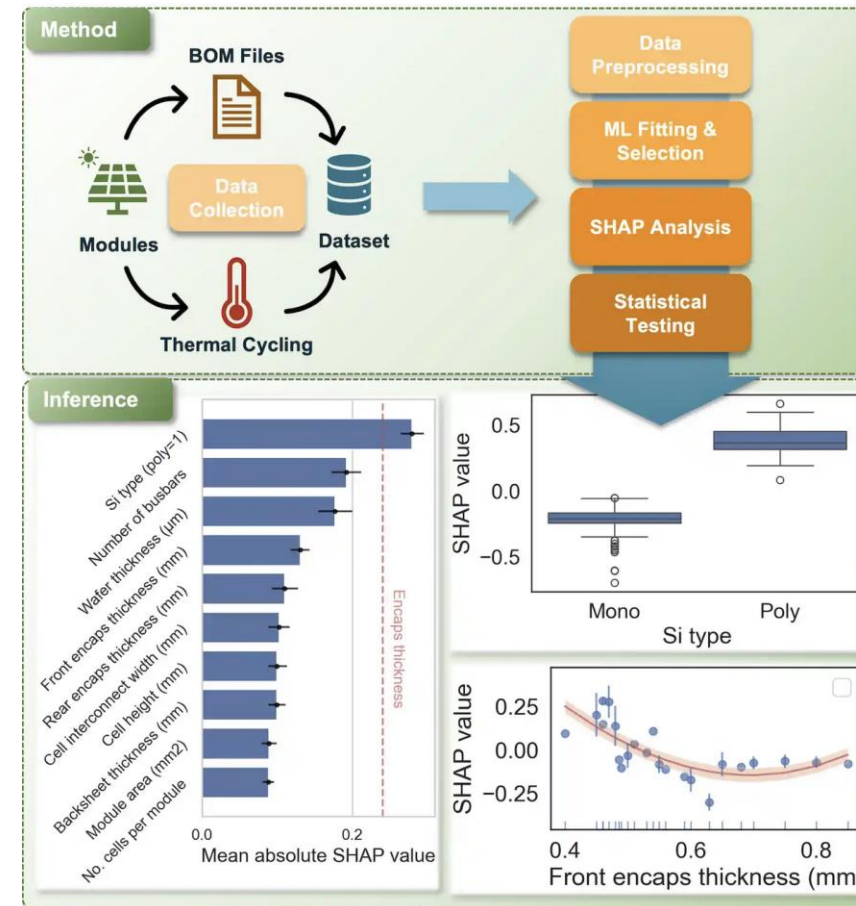 Method
BOM Files
Modules
Data
Collection
Dataset
Thermal Cycling
Data
Preprocessing
ML Fitting &
Selection
SHAP Analysis
Statistical
Testing
Inference
Si type (poly=1)
Number of busbars
Wafer thickness (μm)
Front encaps thickness (mm)
Rear encaps thickness (mm)
Cell interconnect width (mm)
Cell height (mm)
Backsheet thickness (mm)
Module area (mm2)
No. cells per module
Encaps thickness
0.0
0.2
Mean absolute SHAP value
SHAP value
0.5
0.0
−0.5
Mono
Poly
Si type
SHAP value
0.25
0.00
−0.25
0.4
0.6
0.8
Front encaps thickness (mm